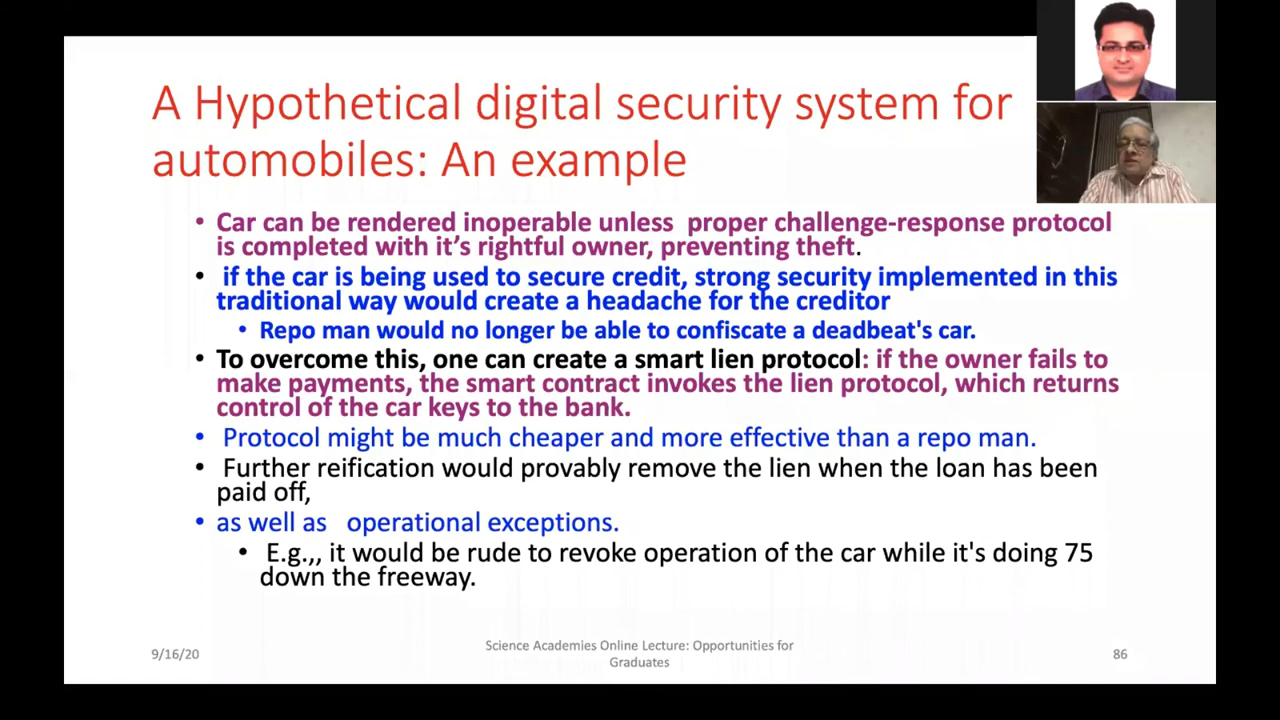 A Hypothetical digital security system for
automobiles: An example
• Car can be rendered inoperable unless proper challenge-response protocol
is completed with it's rightful owner, preventing theft.
• if the car is being used to secure credit, strong security implemented in this
traditional way would create a headache for the creditor
• Repo man would no longer be able to confiscate a deadbeat's car.
• To overcome this, one can create a smart lien protocol: if the owner fails to
make payments, the smart contract invokes the lien protocol, which returns
control of the car keys to the bank.
• Protocol might be much cheaper and more effective than a repo man.
• Further reification would provably remove the lien when the loan has been
paid off,
• as well as operational exceptions.
• E.g.,,, it would be rude to revoke operation of the car while it's doing 75
down the freeway.
9/16/20
Science Academies Online Lecture: Opportunities for
Graduates
86